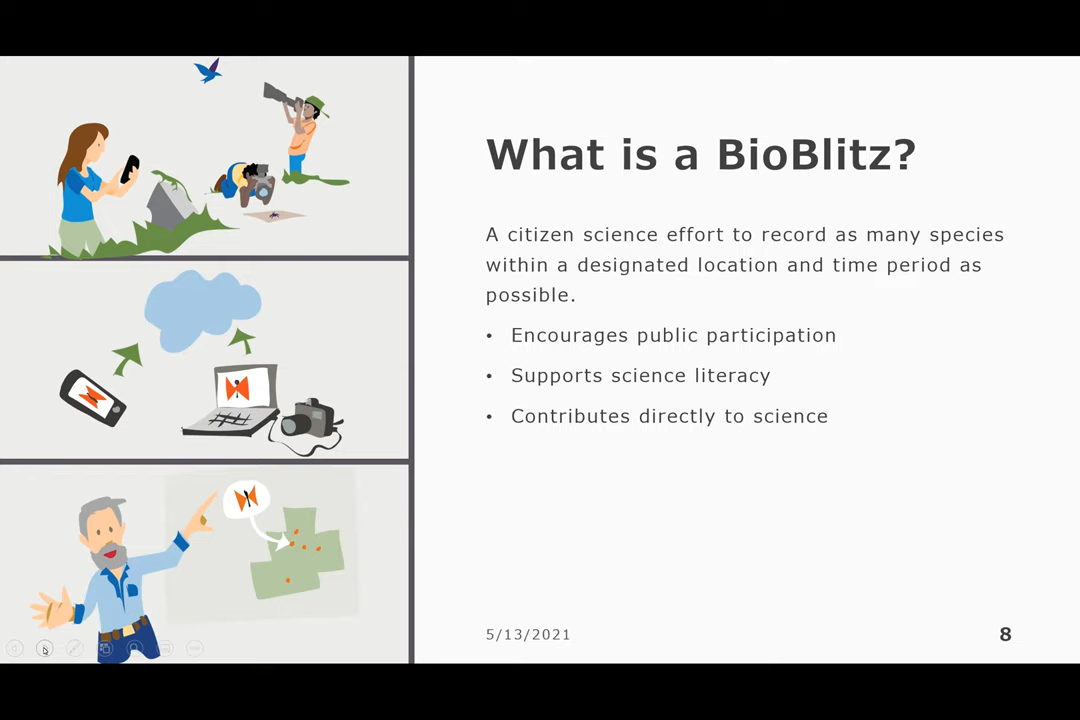 What is a BioBlitz?
A citizen science effort to record as many species
within a designated location and time period as
possible.
• Encourages public participation
• Supports science literacy
• Contributes directly to science
5/13/2021
8